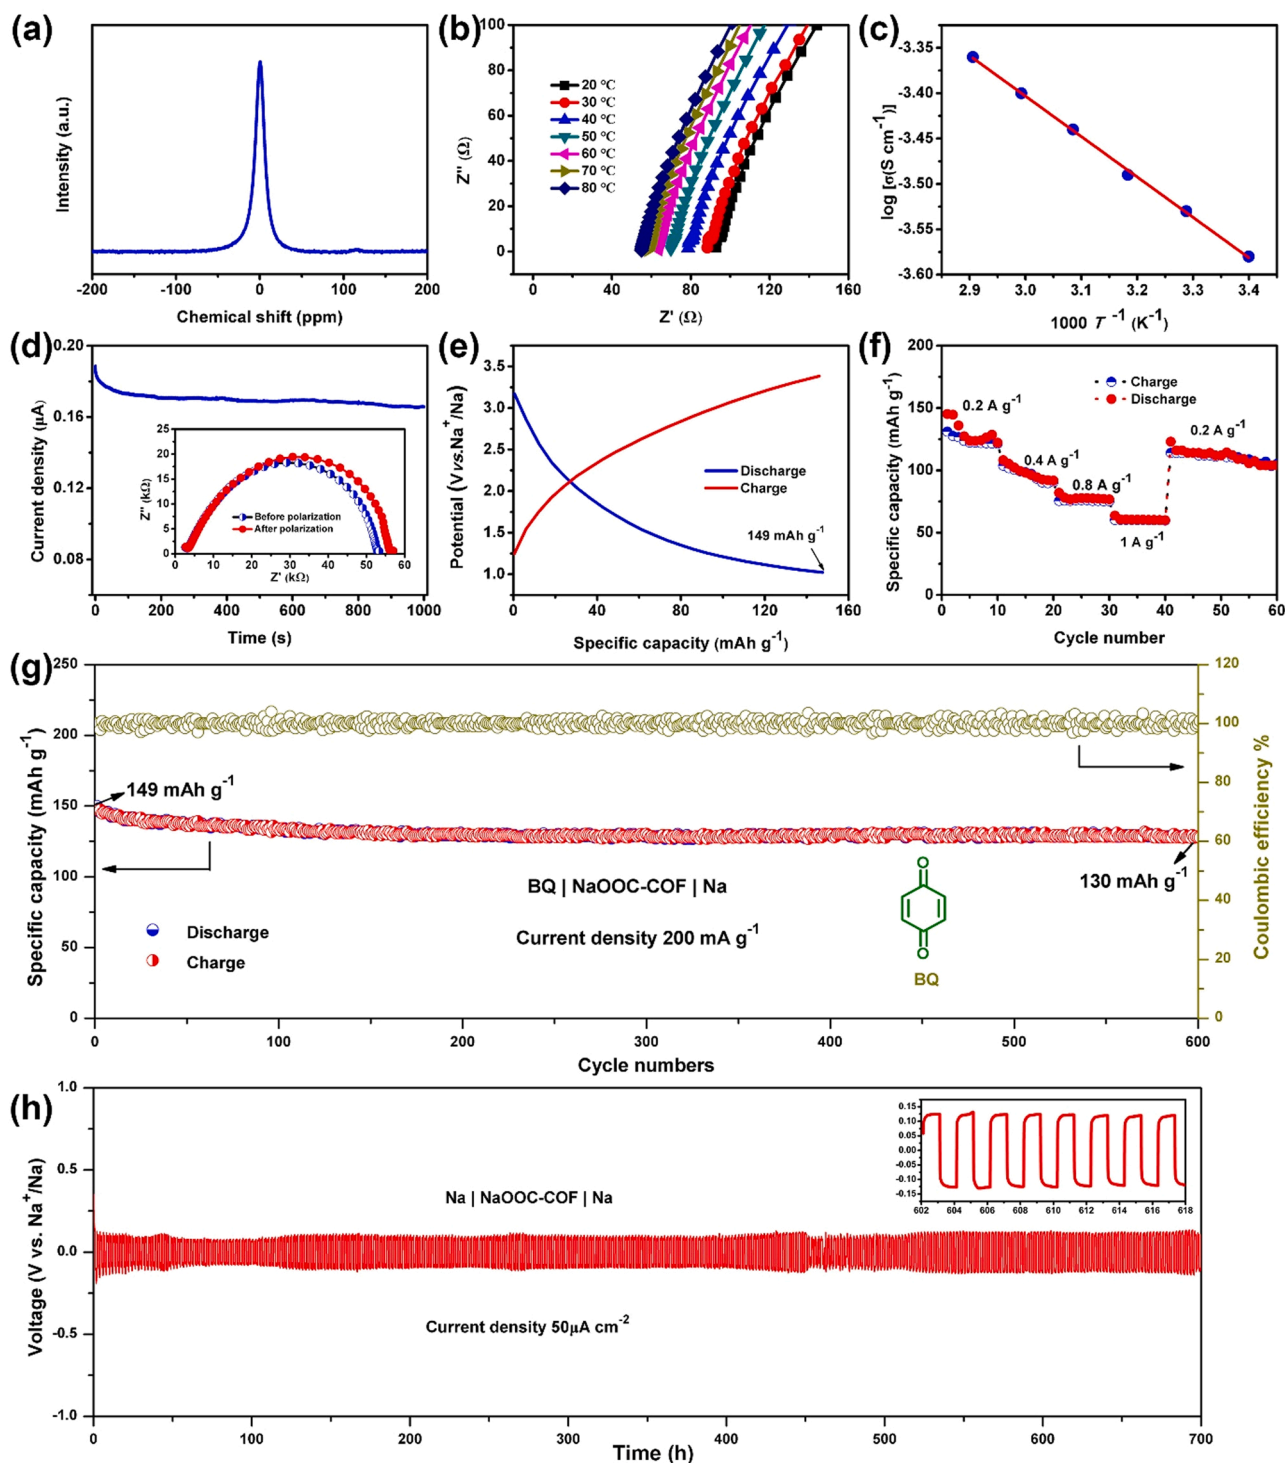 (a)
Intensity (a.u.)
-200 -100 0 100 200
Chemical shift (ppm)
(b)
100
80
60
40
20
0
Z'' (Ω)
20 ℃
30 ℃
40 ℃
50 ℃
60 ℃
70 ℃
80 ℃
0 40 80 120 160
Z' (Ω)
(c)
-3.35
-3.40
-3.45
-3.50
-3.55
-3.60
log [σ(S cm-1)]
2.9 3.0 3.1 3.2 3.3 3.4
1000 T -1 (K-1)
(d)
0.20
0.16
0.12
0.08
Current density (μA)
25
20
15
10
5
0
Z'' (kΩ)
Before polarization
After polarization
0 10 20 30 40 50 60
Z' (kΩ)
0 200 400 600 800 1000
Time (s)
(e)
3.5
3.0
2.5
2.0
1.5
1.0
Potential (V vs.Na+/Na)
Discharge
Charge
149 mAh g-1
0 40 80 120 160
Specific capacity (mAh g-1)
(f)
200
150
100
50
0
Specific capacity (mAh g-1)
Charge
Discharge
0.2 A g-1
0.4 A g-1
0.8 A g-1
1 A g-1
0.2 A g-1
0 10 20 30 40 50 60
Cycle number
(g)
250
200
150
100
50
0
Specific capacity (mAh g-1)
149 mAh g-1
130 mAh g-1
BQ | NaOOC-COF | Na
Current density 200 mA g-1
Discharge
Charge
O
O
BQ
120
100
80
60
40
20
0
Coulombic efficiency %
0 100 200 300 400 500 600
Cycle numbers
(h)
1.0
0.5
0.0
-0.5
-1.0
Voltage (V vs. Na+/Na)
Na | NaOOC-COF | Na
Current density 50μA cm-2
0.15
0.10
0.05
0.00
-0.05
-0.10
-0.15
602 604 606 608 610 612 614 616 618
0 100 200 300 400 500 600 700
Time (h)